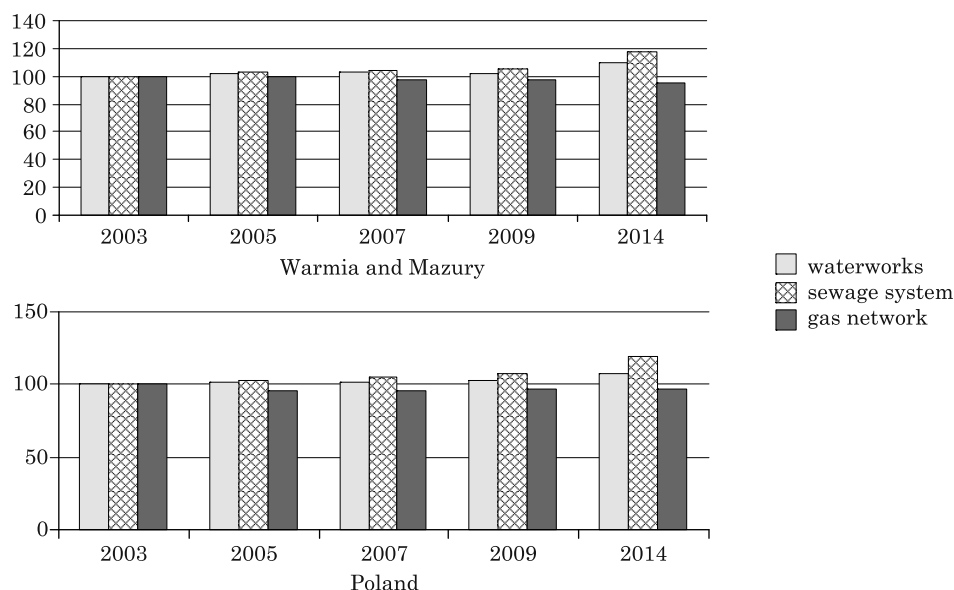 140
120
100
80
60
40
20
0
2003 2005 2007 2009 2014
Warmia and Mazury
waterworks
sewage system
gas network
150
100
50
0
2003 2005 2007 2009 2014
Poland